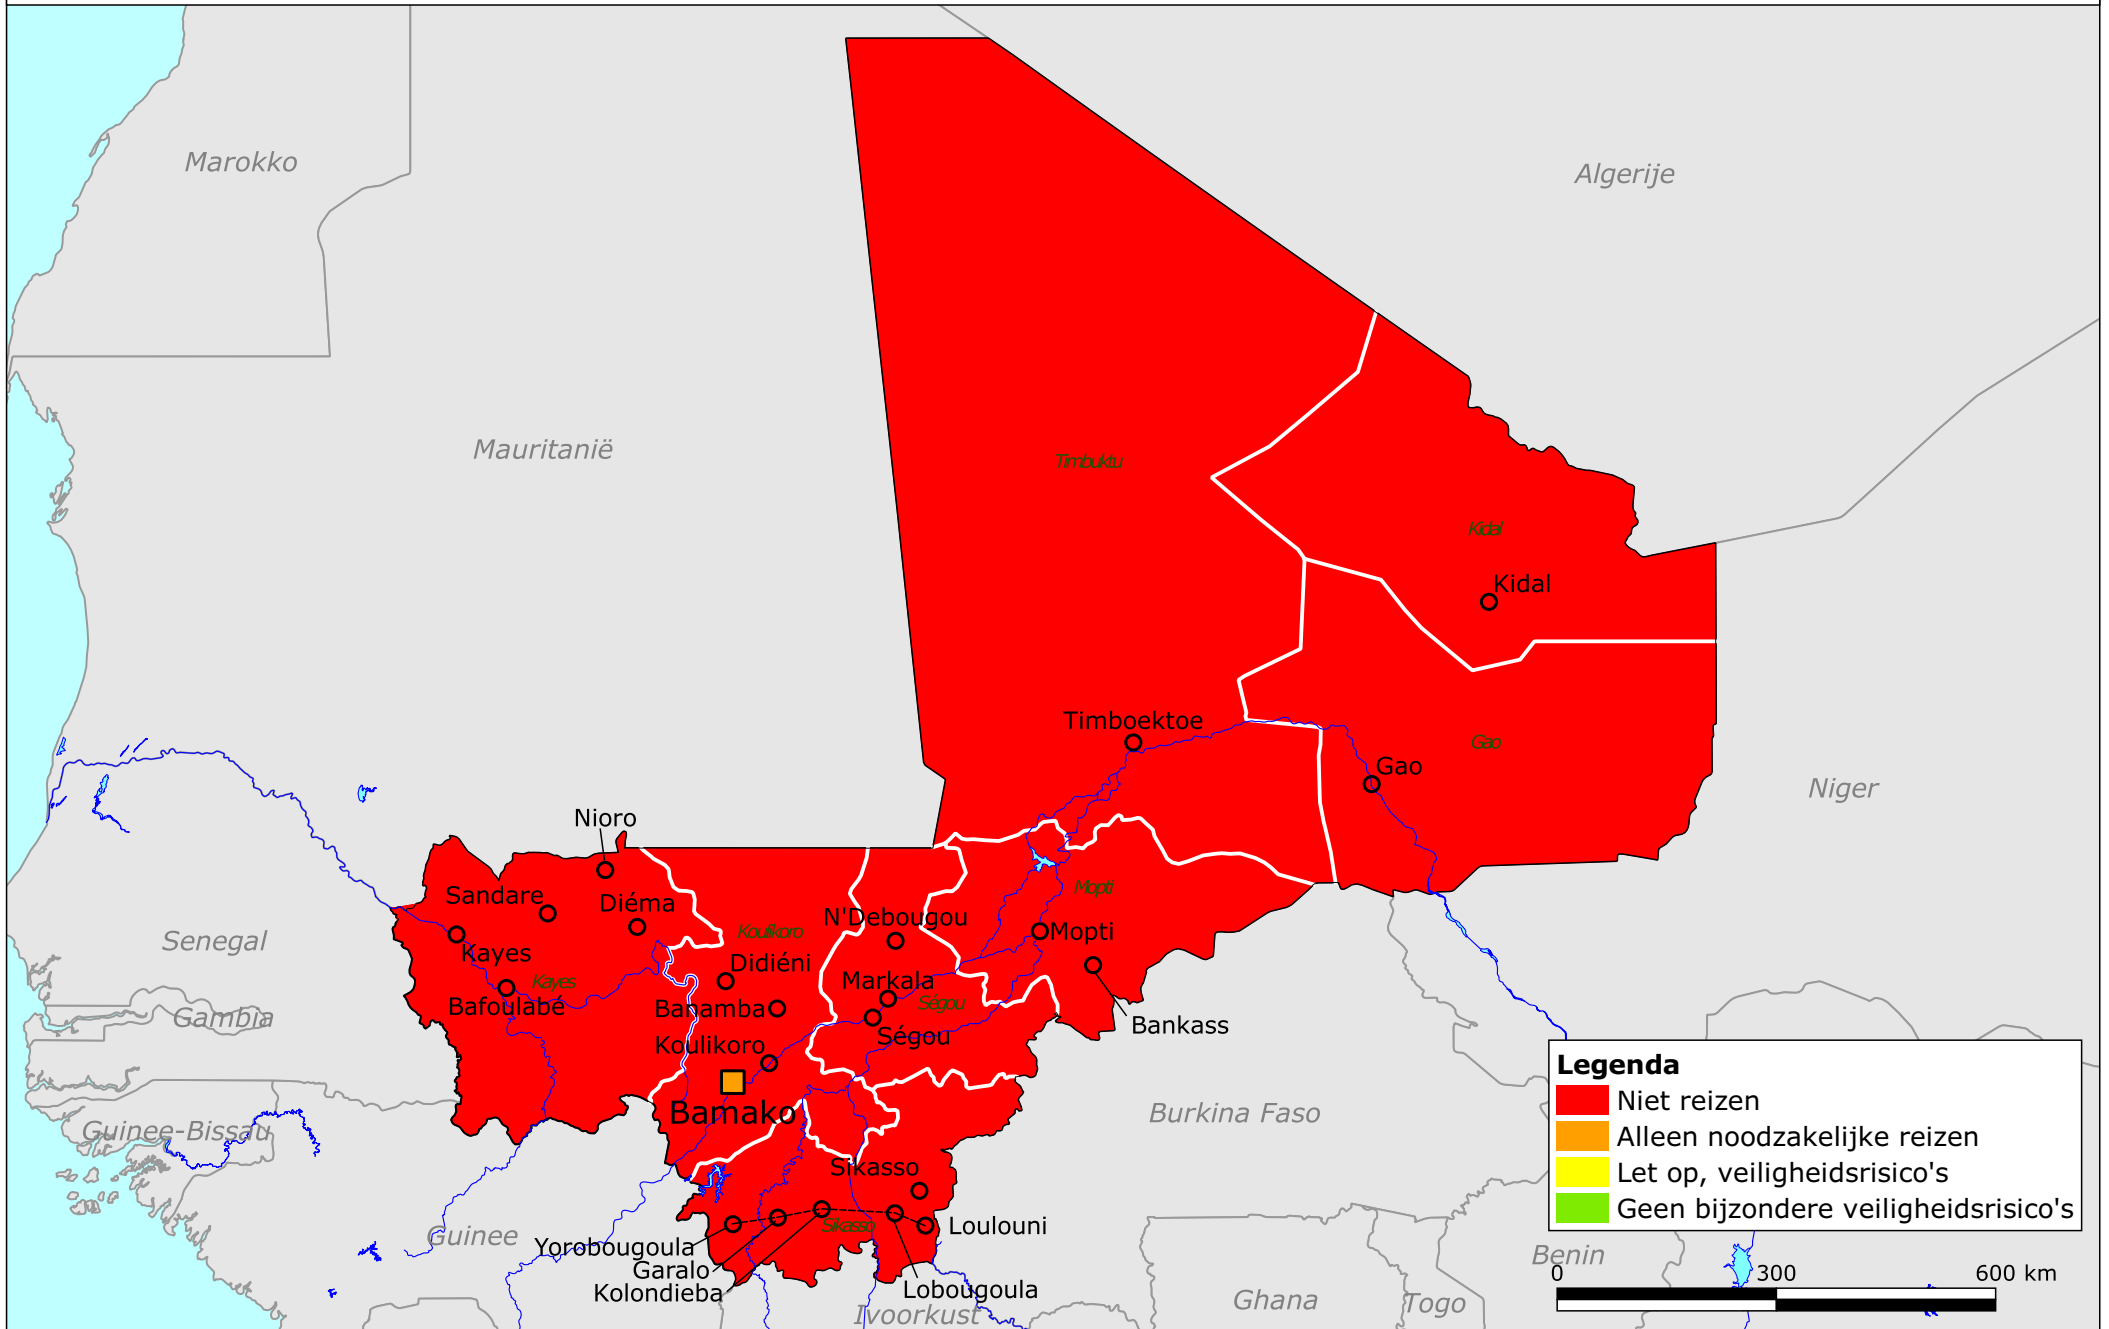 Marokko
Algerije
Mauritanië
Timbuktu
Kidal
Kidal
Timboektoe
Gao
Gao
Niger
Nioro
Sandare
Diéma
Mopti
N'Debougou
Koulikoro
Mopti
Senegal
Kayes
Didiéni
Kayes
Markala
Ségou
Bafoulabé
Banamba
Gambia
Bankass
Ségou
Koulikoro
Bamako
Burkina Faso
Guinee-Bissau
Sikasso
Sikasso
Loulouni
Guinee
Yorobougoula
Garalo
Kolondieba
Lobougoula
Ivoorkust
Ghana
Togo
Benin
Legenda
Niet reizen
Alleen noodzakelijke reizen
Let op, veiligheidsrisico's
Geen bijzondere veiligheidsrisico's
0 300 600 km